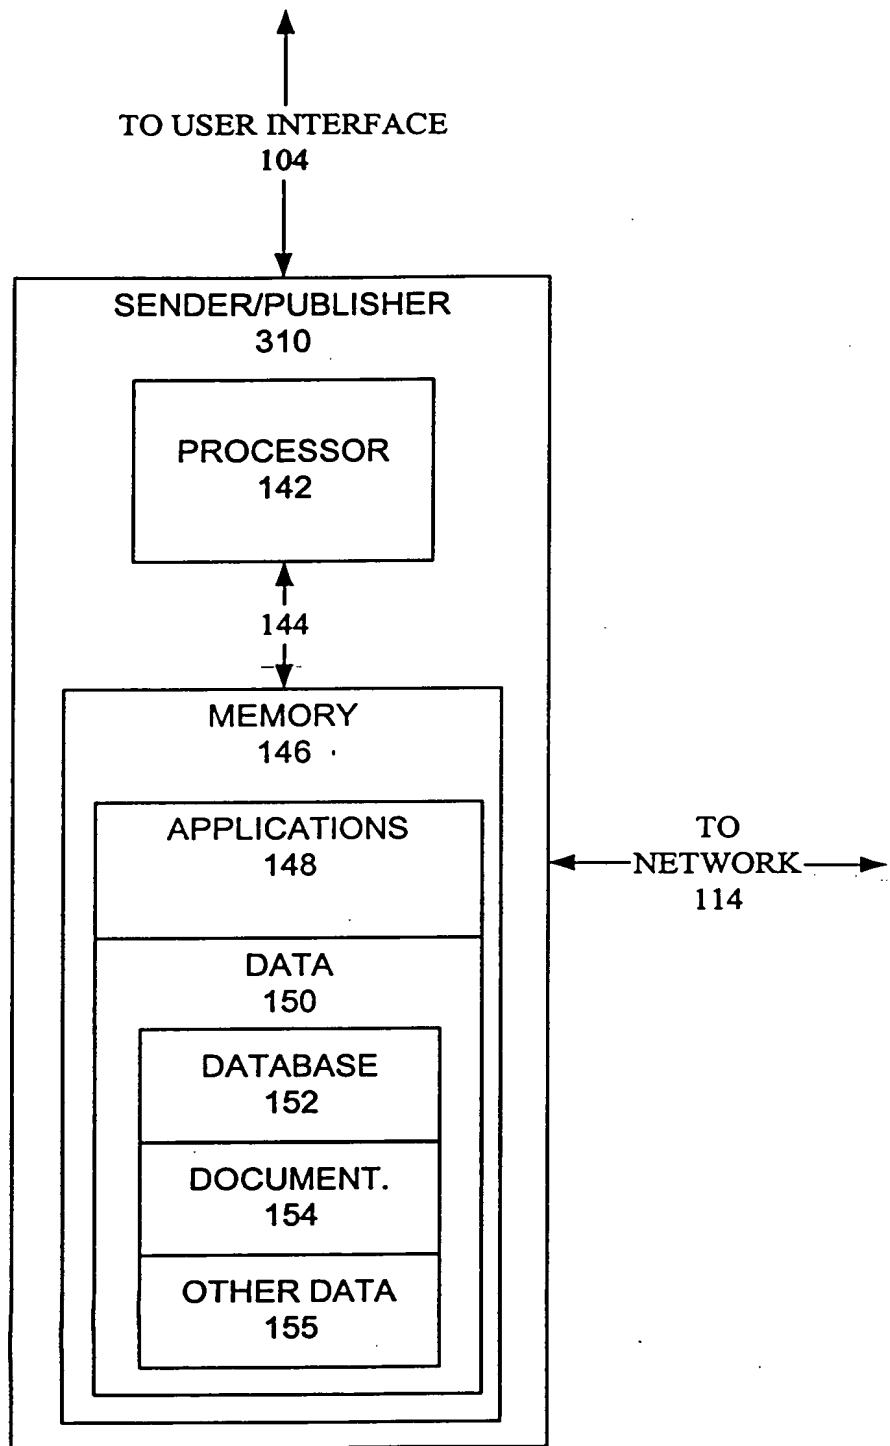 TO USER INTERFACE
104
SENDER/PUBLISHER
310
PROCESSOR
142
144
MEMORY
146
APPLICATIONS
148
TO
NETWORK
114
DATA
150
DATABASE
152
DOCUMENT.
154
OTHER DATA
155